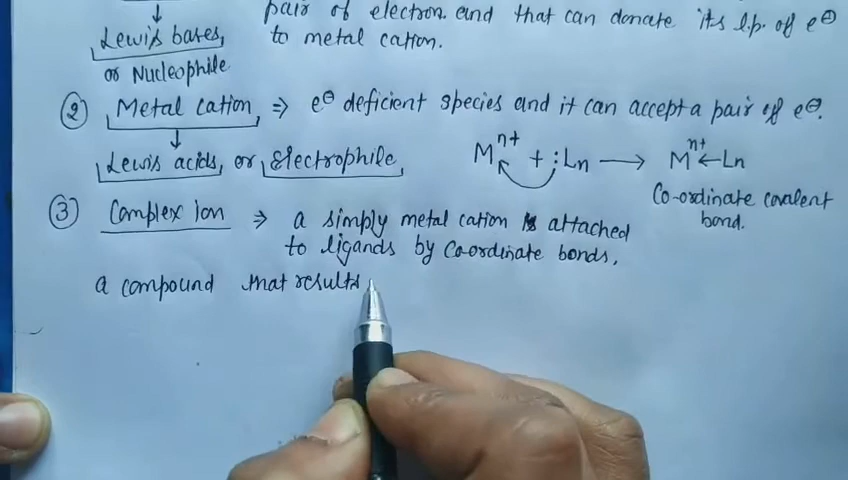 pair of electron. and that can donate its l.p. of e⊖
Lewis bases,
to metal cation.
or Nucleophile
② Metal cation, ⇒ e⊖ deficient species and it can accept a pair of e⊖.
Lewis acids, or Electrophile,
Mⁿ⁺ + :Ln → Mⁿ⁺←Ln
Co-ordinate covalent
bond.
③ Complex ion ⇒ a simply metal cation is attached
to ligands by coordinate bonds,
a compound that results